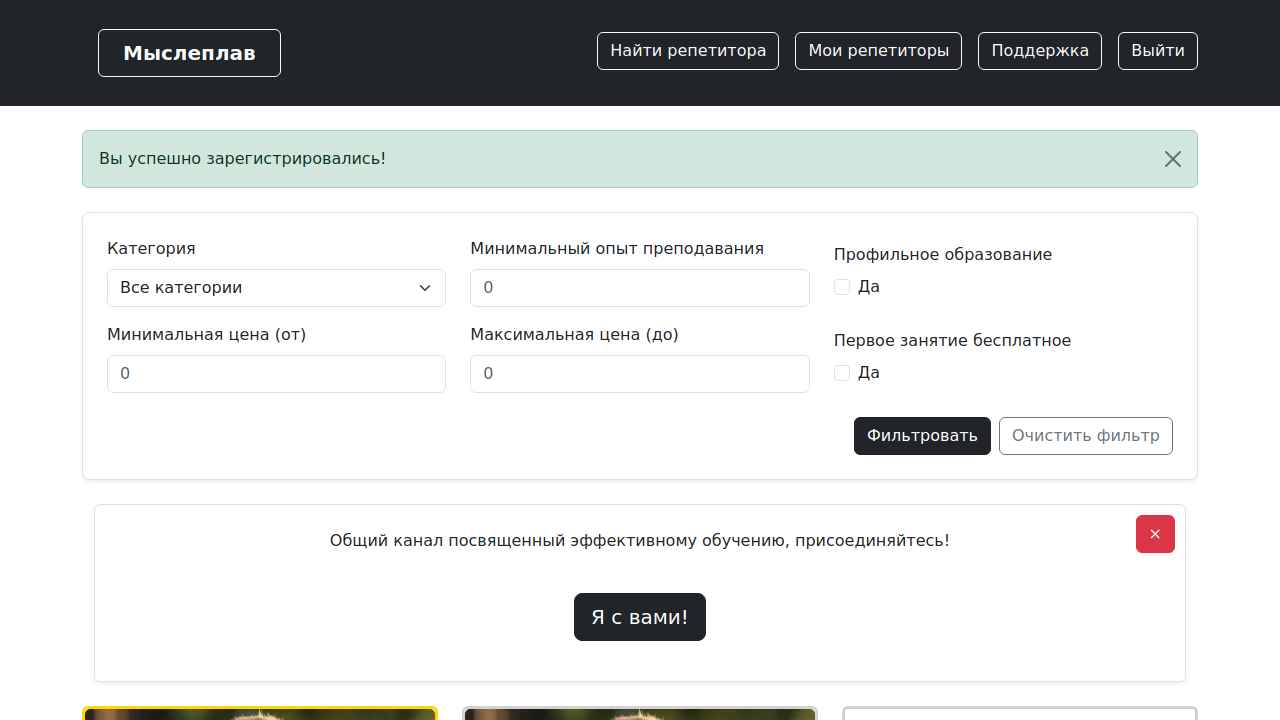 Мыслеплав
Найти репетитора
Мои репетиторы
Поддержка
Выйти
Вы успешно зарегистрировались!
Категория
Все категории
Минимальный опыт преподавания
0
Профильное образование
Да
Минимальная цена (от)
0
Максимальная цена (до)
0
Первое занятие бесплатное
Да
Фильтровать
Очистить фильтр
Общий канал посвященный эффективному обучению, присоединяйтесь!
×
Я с вами!